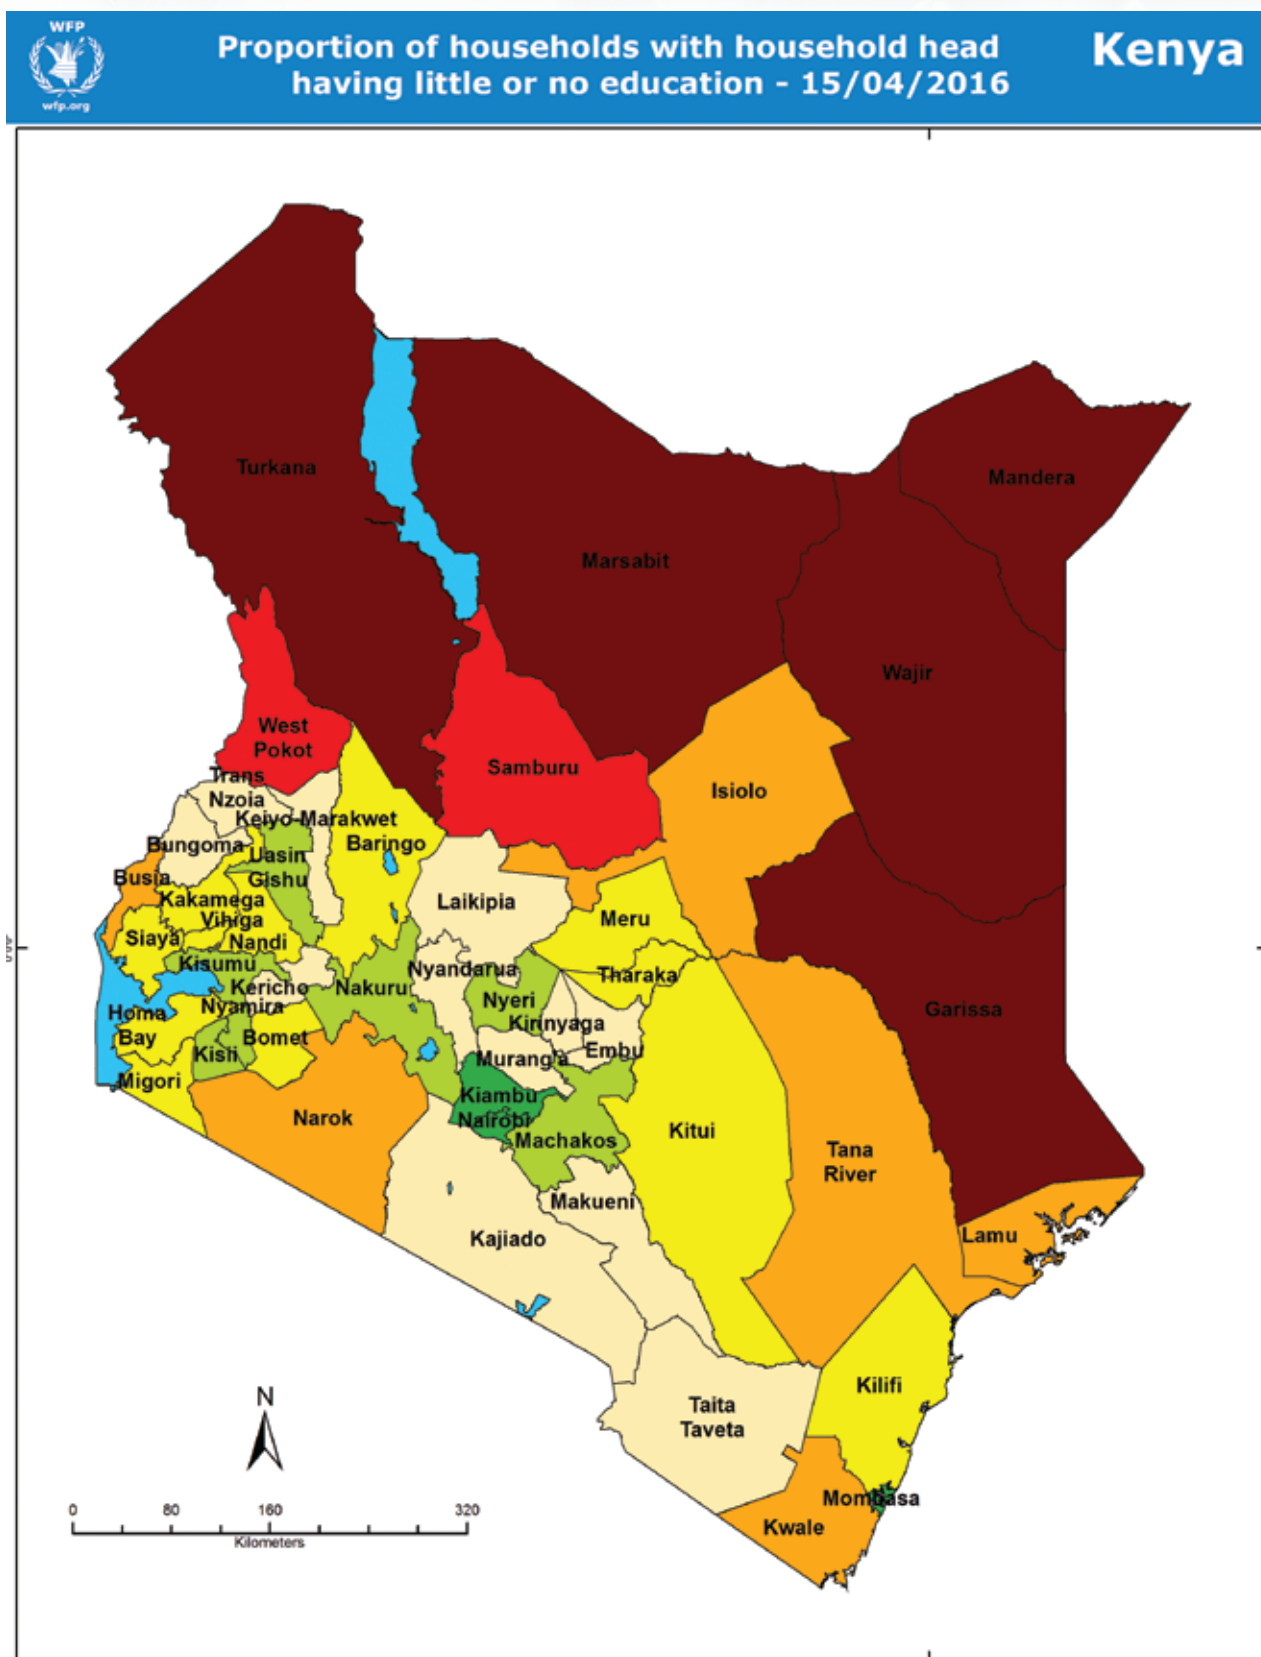 WFP
wfp.org
Proportion of households with household head
having little or no education - 15/04/2016
Kenya
Turkana
Mandera
Marsabit
Wajir
West
Pokot
Samburu
Isiolo
Trans
Nzoia
Keiyo-Marakwet
Bungoma
Baringo
Uasin
Gishu
Busia
Kakamega
Laikipia
Vihiga
Meru
Siaya
Nandi
Kisumu
Nyandarua
Tharaka
Kericho
Nakuru
Nyeri
Nyamira
Homa
Bay
Garissa
Kirinyaga
Bomet
Embu
Kisii
Murang'a
Migori
Kiambu
Narok
Nairobi
Kitui
Machakos
Tana
River
Makueni
Kajiado
Lamu
Kilifi
Taita
Taveta
Mombasa
Kwale
N
0 80 160 320
Kilometers